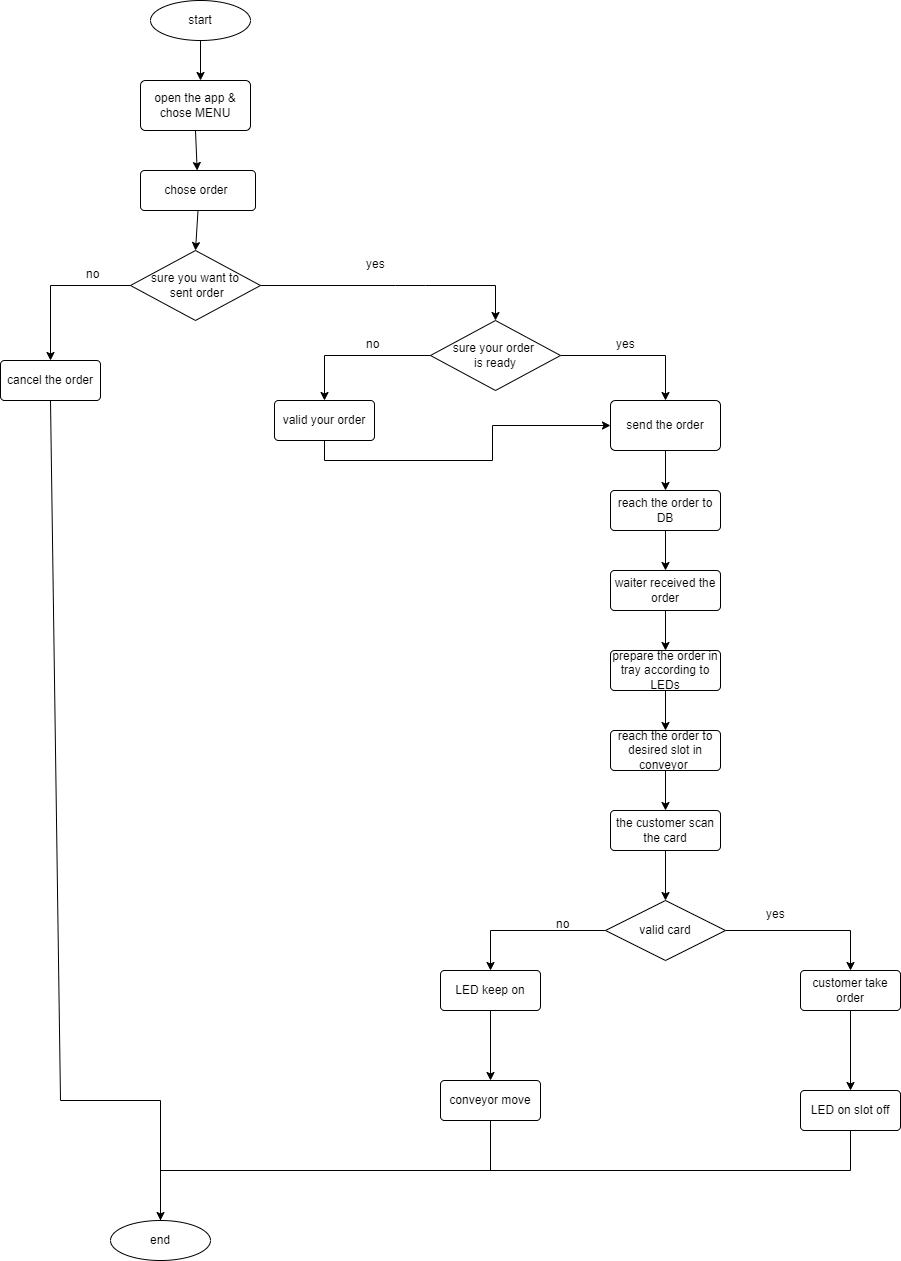 start
open the app &
chose MENU
chose order
sure you want to
sent order
no
yes
cancel the order
sure your order
is ready
no
yes
valid your order
send the order
reach the order to
DB
waiter received the
order
prepare the order in
tray according to
LEDs
reach the order to
desired slot in
conveyor
the customer scan
the card
valid card
no
yes
LED keep on
customer take
order
conveyor move
LED on slot off
end